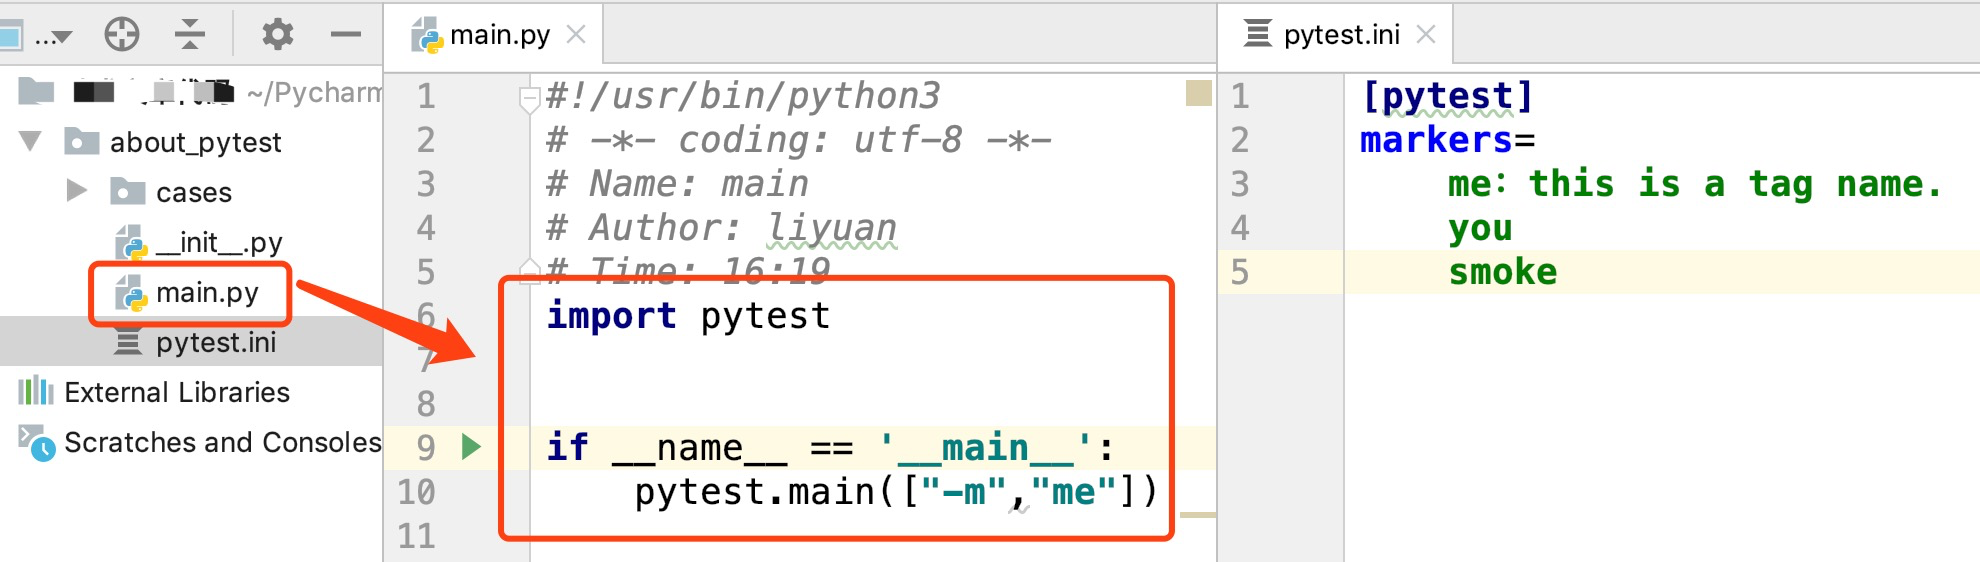 ...
~/Pycharm
about_pytest
cases
__init__.py
main.py
pytest.ini
External Libraries
Scratches and Consoles
main.py
1 #!/usr/bin/python3
2 # -*- coding: utf-8 -*-
3 # Name: main
4 # Author: liyuan
5 # Time: 16:19
6 import pytest
7
8
9 if __name__ == '__main__':
10 pytest.main(["-m","me"])
11
pytest.ini
1 [pytest]
2 markers=
3 me: this is a tag name.
4 you
5 smoke